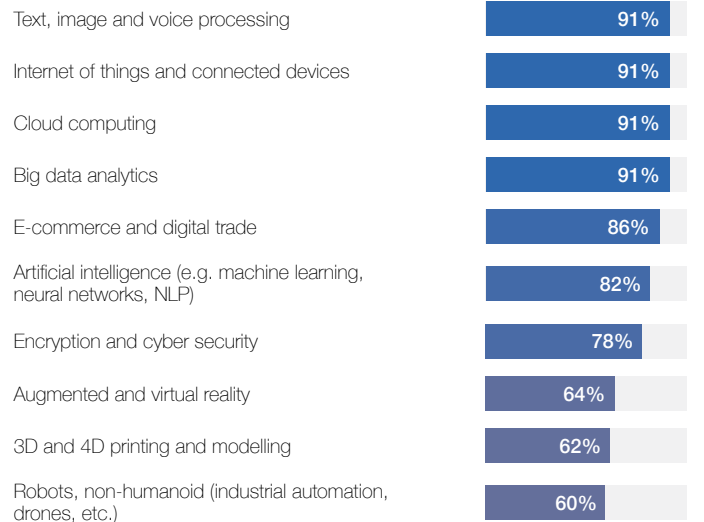 Text, image and voice processing 91%
Internet of things and connected devices 91%
Cloud computing 91%
Big data analytics 91%
E-commerce and digital trade 86%
Artificial intelligence (e.g. machine learning,
neural networks, NLP) 82%
Encryption and cyber security 78%
Augmented and virtual reality 64%
3D and 4D printing and modelling 62%
Robots, non-humanoid (industrial automation,
drones, etc.) 60%